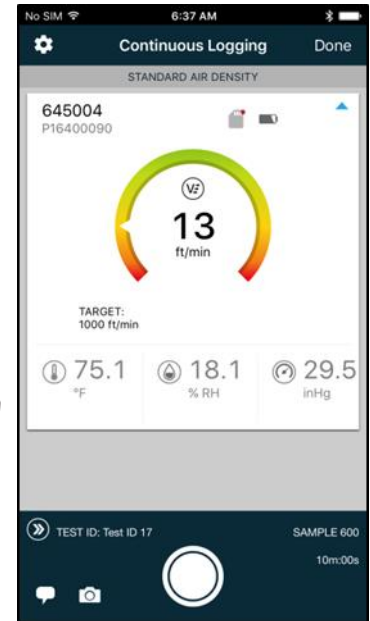 No SIM 6:37 AM
Continuous Logging Done
STANDARD AIR DENSITY
645004
P16400090
V
13
ft/min
TARGET:
1000 ft/min
75.1 18.1 29.5
°F % RH inHg
TEST ID: Test ID 17 SAMPLE 600
10m:00s